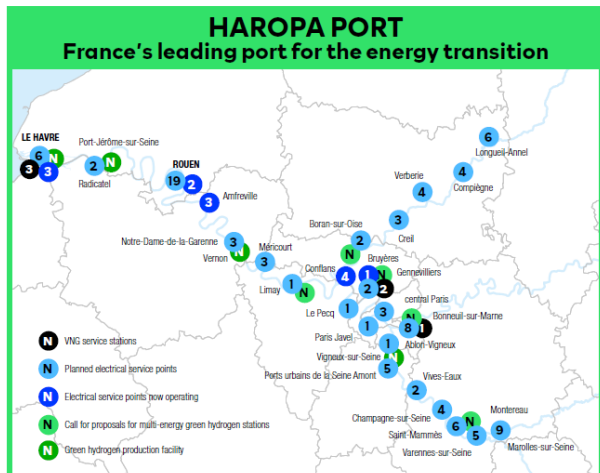 HAROPA PORT
France's leading port for the energy transition
LE HAVRE
6
N
3
3
Port-Jérôme-sur-Seine
2
N
Radicatel
ROUEN
19
2
3
Amfreville
6
Longueil-Annel
4
Compiègne
Verberie
4
3
Creil
Boran-sur-Oise
2
N
Notre-Dame-de-la-Garenne
3
N
Vernon
Méricourt
3
Limay
1
N
Conflans
4
Bruyères
1
N
Gennevilliers
2
2
Le Pecq
1
3
central Paris
N
Bonneuil-sur-Marne
8
1
Paris Javel
1
1
Ablon-Vigneux
Vigneux-sur-Seine
N
Ports urbains de la Seine Amont
5
Vives-Eaux
2
Champagne-sur-Seine
4
Saint-Mammès
6
N
Varennes-sur-Seine
5
Montereau
9
Marolles-sur-Seine
N VNG service stations
N Planned electrical service points
N Electrical service points now operating
N Call for proposals for multi-energy green hydrogen stations
N Green hydrogen production facility